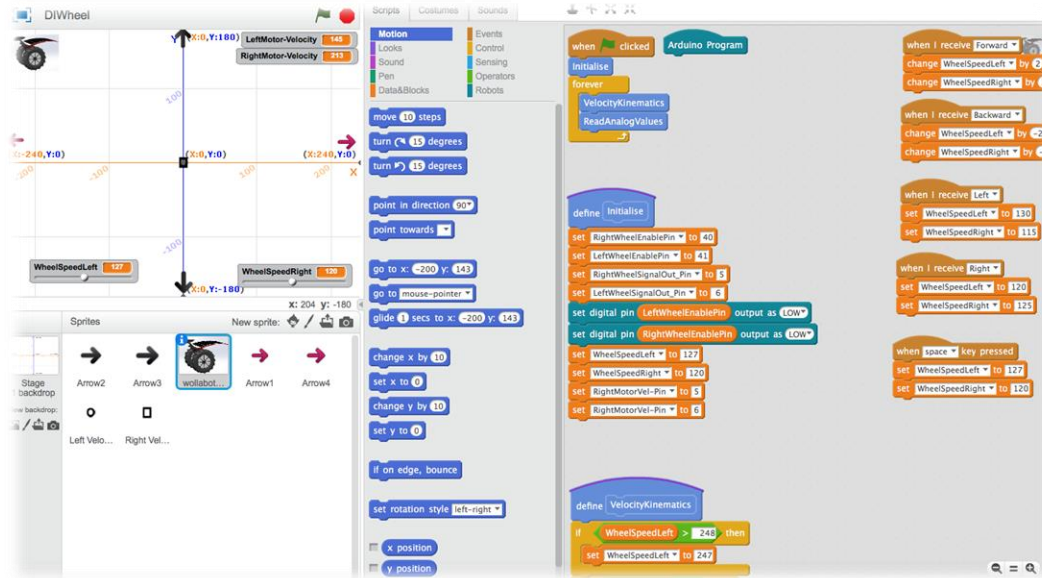 DIWheel
Y
(X:0,Y:180)
LeftMotor-Velocity 145
RightMotor-Velocity 213
100
(X:-240,Y:0)
(X:0,Y:0)
(X:240,Y:0)
-200
-100
100
200
X
-100
WheelSpeedLeft 127
WheelSpeedRight 120
(X:0,Y:-180)
X: 204 y: -180
Sprites
New sprite:
Stage
1 backdrop
New backdrop:
Arrow2
Arrow3
wollabot...
Arrow1
Arrow4
Left Velo...
Right Vel...
Scripts
Costumes
Sounds
Motion
Events
Looks
Control
Sound
Sensing
Pen
Operators
Data&Blocks
Robots
move 10 steps
turn 15 degrees
turn 15 degrees
point in direction 90
point towards
go to x: -200 y: 143
go to mouse-pointer
glide 1 secs to x: -200 y: 143
change x by 10
set x to 0
change y by 10
set y to 0
if on edge, bounce
set rotation style left-right
x position
y position
when clicked
Initialise
forever
VelocityKinematics
ReadAnalogValues
Arduino Program
define Initialise
set RightWheelEnablePin to 40
set LeftWheelEnablePin to 41
set RightWheelSignalOut_Pin to 5
set LeftWheelSignalOut_Pin to 6
set digital pin LeftWheelEnablePin output as LOW
set digital pin RightWheelEnablePin output as LOW
set WheelSpeedLeft to 127
set WheelSpeedRight to 120
set RightMotorVel-Pin to 5
set RightMotorVel-Pin to 6
define VelocityKinematics
if WheelSpeedLeft > 248 then
set WheelSpeedLeft to 247
when I receive Forward
change WheelSpeedLeft by 2
change WheelSpeedRight by
when I receive Backward
change WheelSpeedLeft by -2
change WheelSpeedRight by -
when I receive Left
set WheelSpeedLeft to 130
set WheelSpeedRight to 115
when I receive Right
set WheelSpeedLeft to 120
set WheelSpeedRight to 125
when space key pressed
set WheelSpeedLeft to 127
set WheelSpeedRight to 120